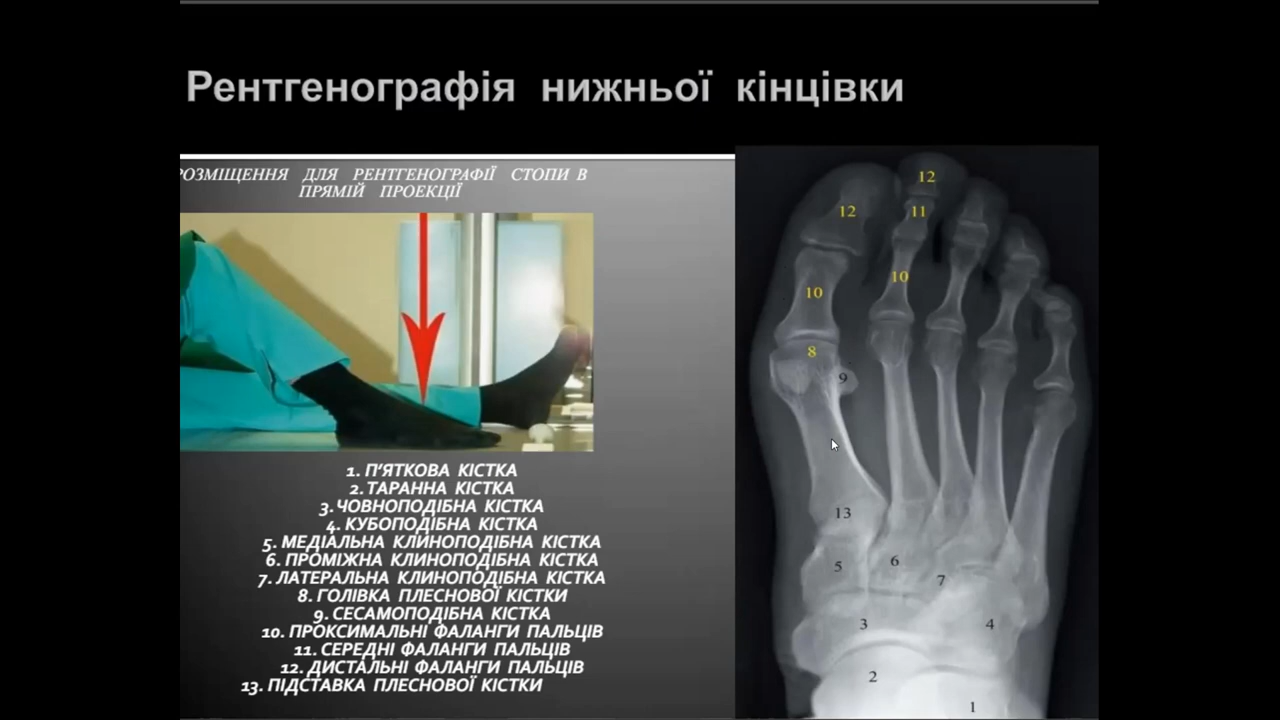 Рентгенографія нижньої кінцівки
РОЗМІЩЕННЯ ДЛЯ РЕНТГЕНОГРАФІЇ СТОПИ В
ПРЯМІЙ ПРОЕКЦІЇ
1. П'ЯТКОВА КІСТКА
2. ТАРАННА КІСТКА
3. ЧОВНОПОДІБНА КІСТКА
4. КУБОПОДІБНА КІСТКА
5. МЕДІАЛЬНА КЛИНОПОДІБНА КІСТКА
6. ПРОМІЖНА КЛИНОПОДІБНА КІСТКА
7. ЛАТЕРАЛЬНА КЛИНОПОДІБНА КІСТКА
8. ГОЛІВКА ПЛЕСНОВОЇ КІСТКИ
9. СЕСАМОПОДІБНА КІСТКА
10. ПРОКСИМАЛЬНІ ФАЛАНГИ ПАЛЬЦІВ
11. СЕРЕДНІ ФАЛАНГИ ПАЛЬЦІВ
12. ДИСТАЛЬНІ ФАЛАНГИ ПАЛЬЦІВ
13. ПІДСТАВКА ПЛЕСНОВОЇ КІСТКИ
12
12
11
10
10
8
9
13
6
5
7
3
4
2
1